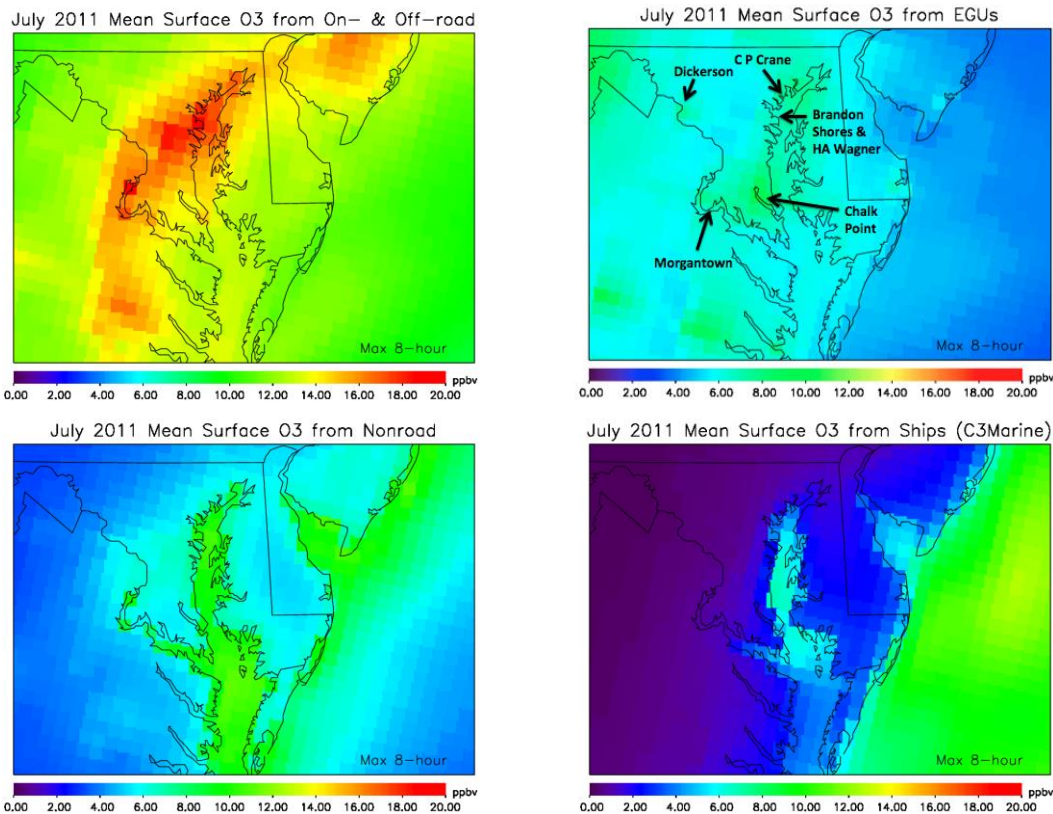 July 2011 Mean Surface O3 from On- & Off-road
Max 8-hour
ppbv
0.00 2.00 4.00 6.00 8.00 10.00 12.00 14.00 16.00 18.00 20.00
July 2011 Mean Surface O3 from EGUs
C P Crane
Dickerson
Brandon
Shores &
HA Wagner
Chalk
Point
Morgantown
Max 8-hour
ppbv
0.00 2.00 4.00 6.00 8.00 10.00 12.00 14.00 16.00 18.00 20.00
July 2011 Mean Surface O3 from Nonroad
Max 8-hour
ppbv
0.00 2.00 4.00 6.00 8.00 10.00 12.00 14.00 16.00 18.00 20.00
July 2011 Mean Surface O3 from Ships (C3Marine)
Max 8-hour
ppbv
0.00 2.00 4.00 6.00 8.00 10.00 12.00 14.00 16.00 18.00 20.00